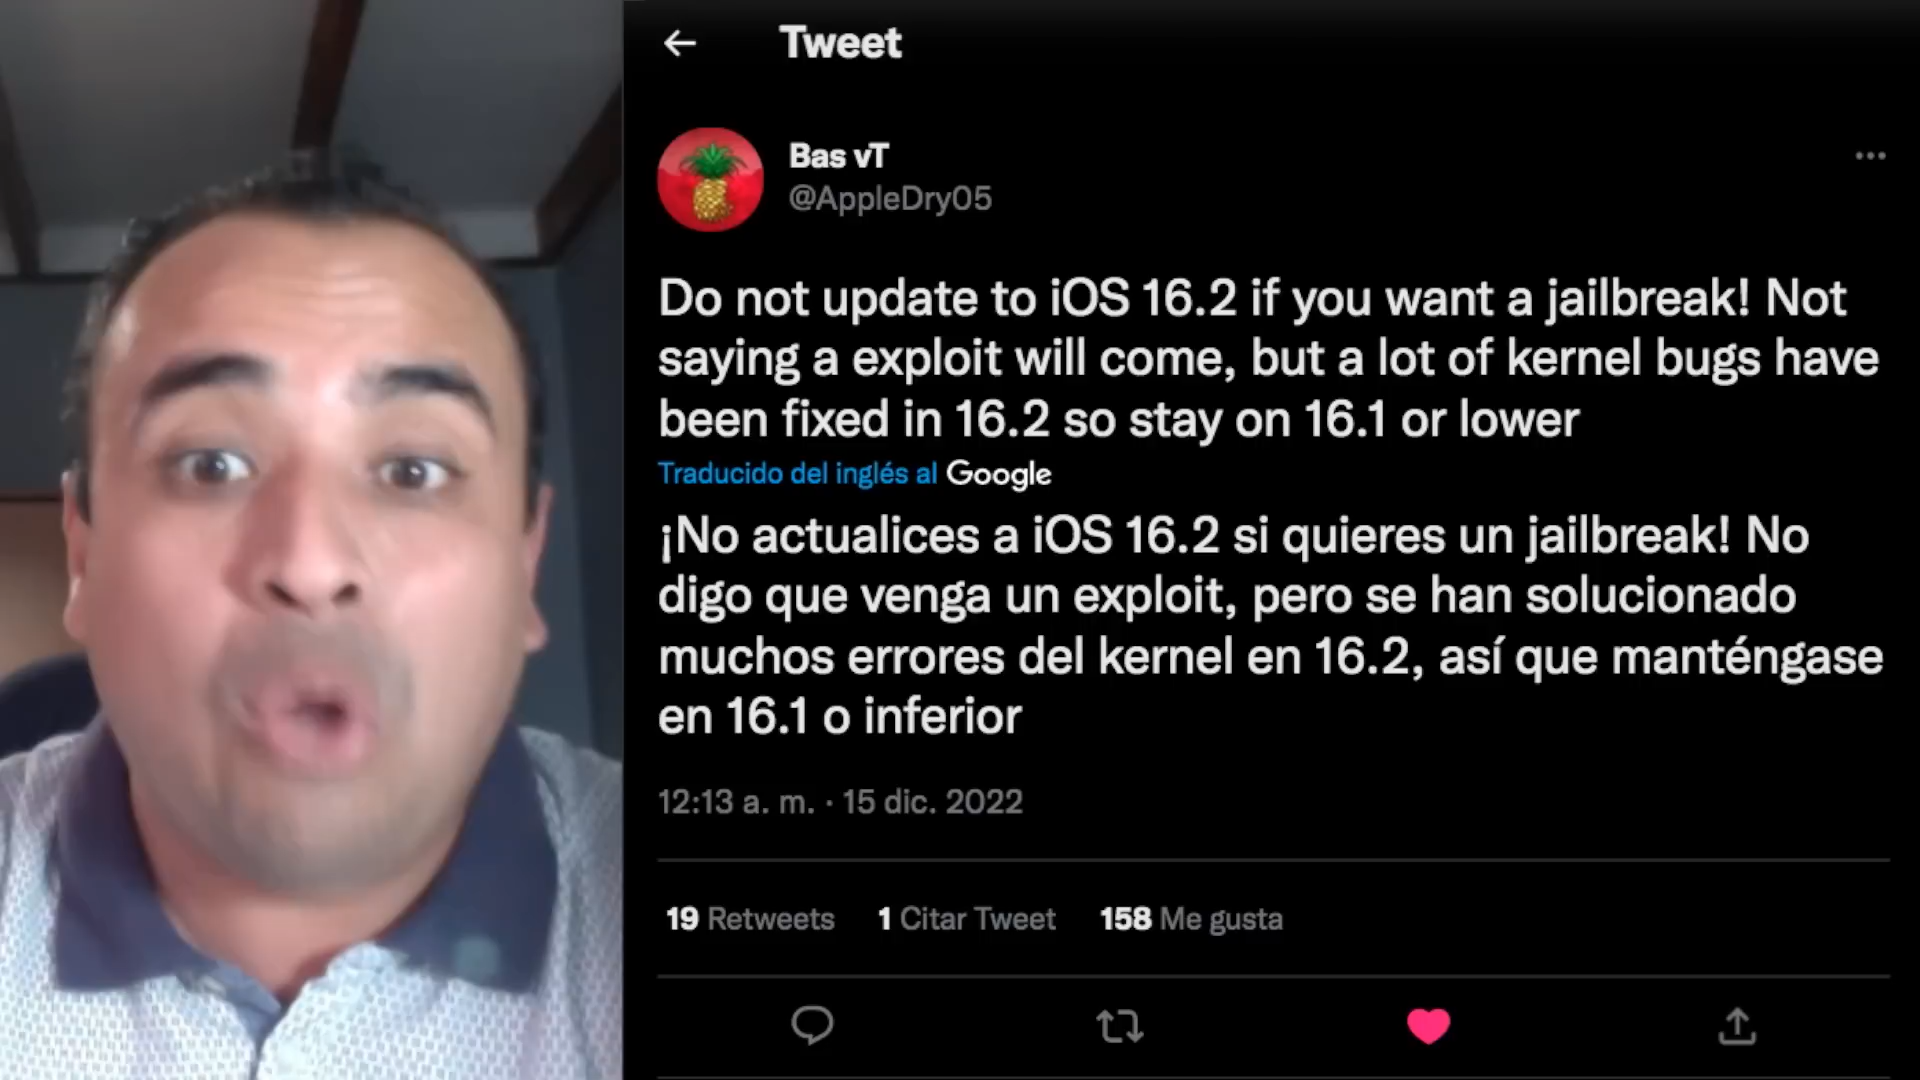 Tweet
Bas vT
@AppleDry05
Do not update to iOS 16.2 if you want a jailbreak! Not
saying a exploit will come, but a lot of kernel bugs have
been fixed in 16.2 so stay on 16.1 or lower
Traducido del inglés al Google
¡No actualices a iOS 16.2 si quieres un jailbreak! No
digo que venga un exploit, pero se han solucionado
muchos errores del kernel en 16.2, así que manténgase
en 16.1 o inferior
12:13 a. m. · 15 dic. 2022
19 Retweets 1 Citar Tweet 158 Me gusta